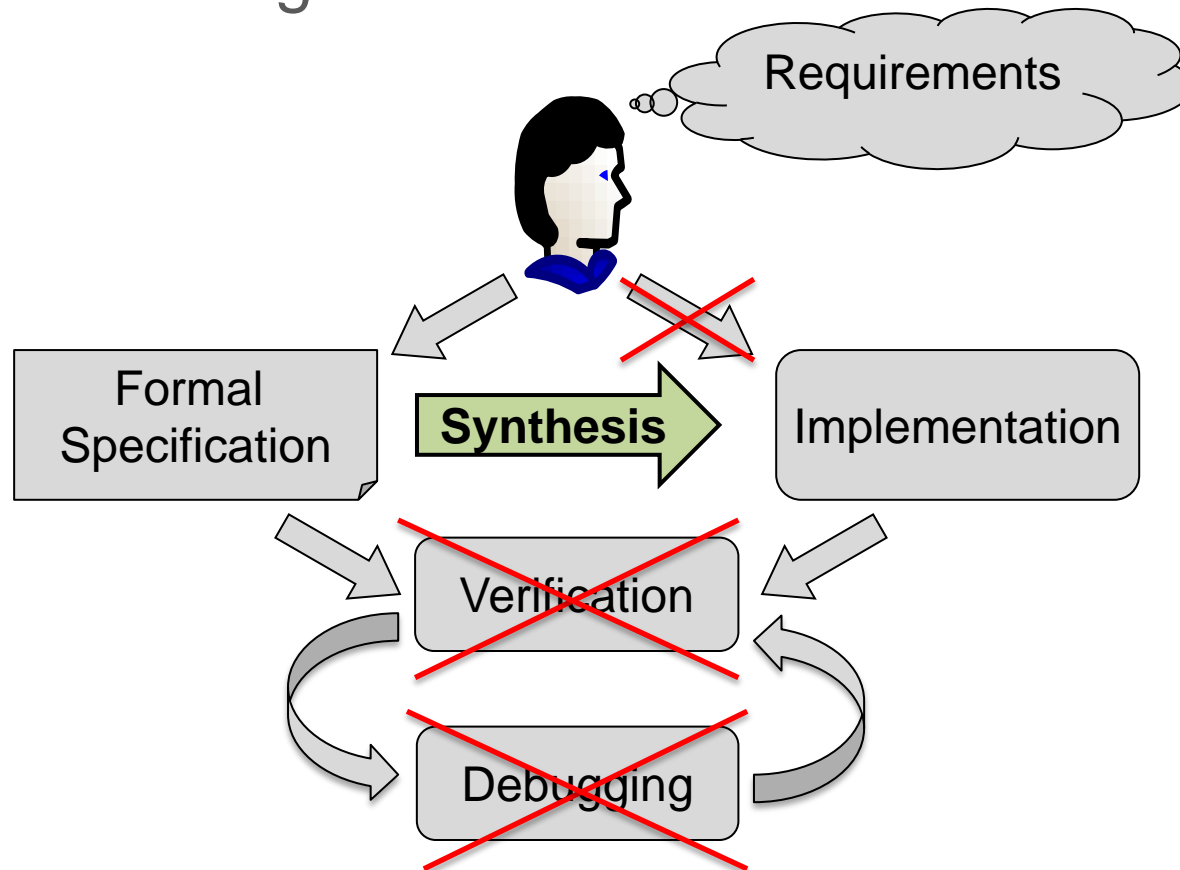 Requirements
Formal
Specification
Synthesis
Implementation
Verification
Debugging